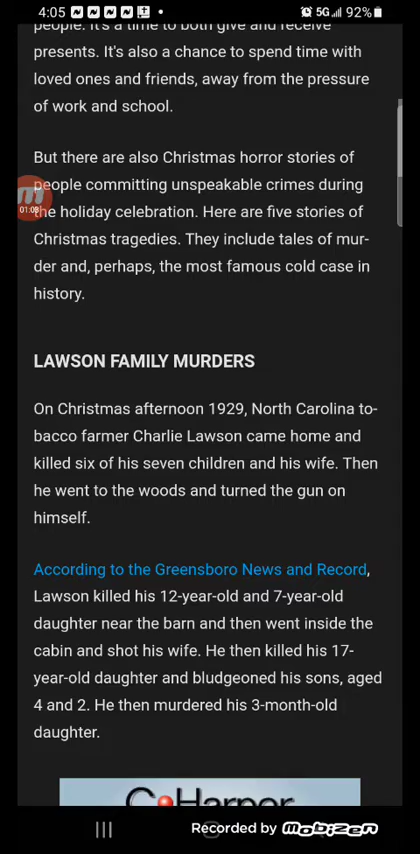 4:05 5G 92%
people. It's a time to both give and receive
presents. It's also a chance to spend time with
loved ones and friends, away from the pressure
of work and school.
But there are also Christmas horror stories of
people committing unspeakable crimes during
the holiday celebration. Here are five stories of
01:08
Christmas tragedies. They include tales of mur-
der and, perhaps, the most famous cold case in
history.
LAWSON FAMILY MURDERS
On Christmas afternoon 1929, North Carolina to-
bacco farmer Charlie Lawson came home and
killed six of his seven children and his wife. Then
he went to the woods and turned the gun on
himself.
According to the Greensboro News and Record,
Lawson killed his 12-year-old and 7-year-old
daughter near the barn and then went inside the
cabin and shot his wife. He then killed his 17-
year-old daughter and bludgeoned his sons, aged
4 and 2. He then murdered his 3-month-old
daughter.
CoHarper
Recorded by mobizen